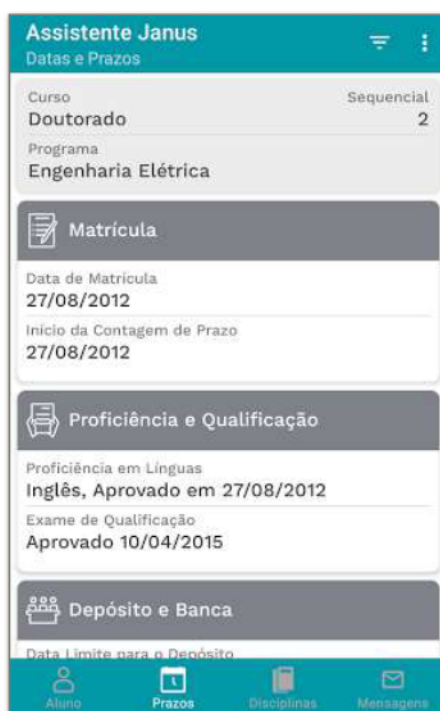 Assistente Janus
Datas e Prazos
Curso Sequencial
Doutorado 2
Programa
Engenharia Elétrica
Matrícula
Data de Matrícula
27/08/2012
Início da Contagem de Prazo
27/08/2012
Proficiência e Qualificação
Proficiência em Línguas
Inglês, Aprovado em 27/08/2012
Exame de Qualificação
Aprovado 10/04/2015
Depósito e Banca
Data Limite para o Depósito
Aluno Prazos Disciplinas Mensagens